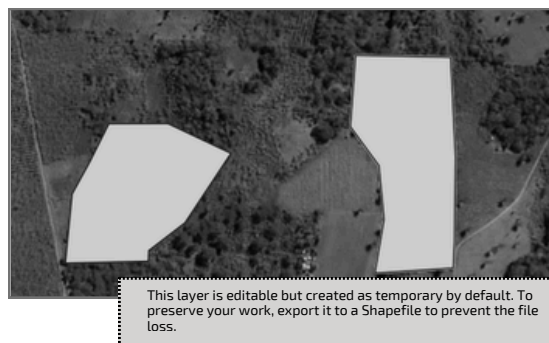 This layer is editable but created as temporary by default. To
preserve your work, export it to a Shapefile to prevent the file
loss.